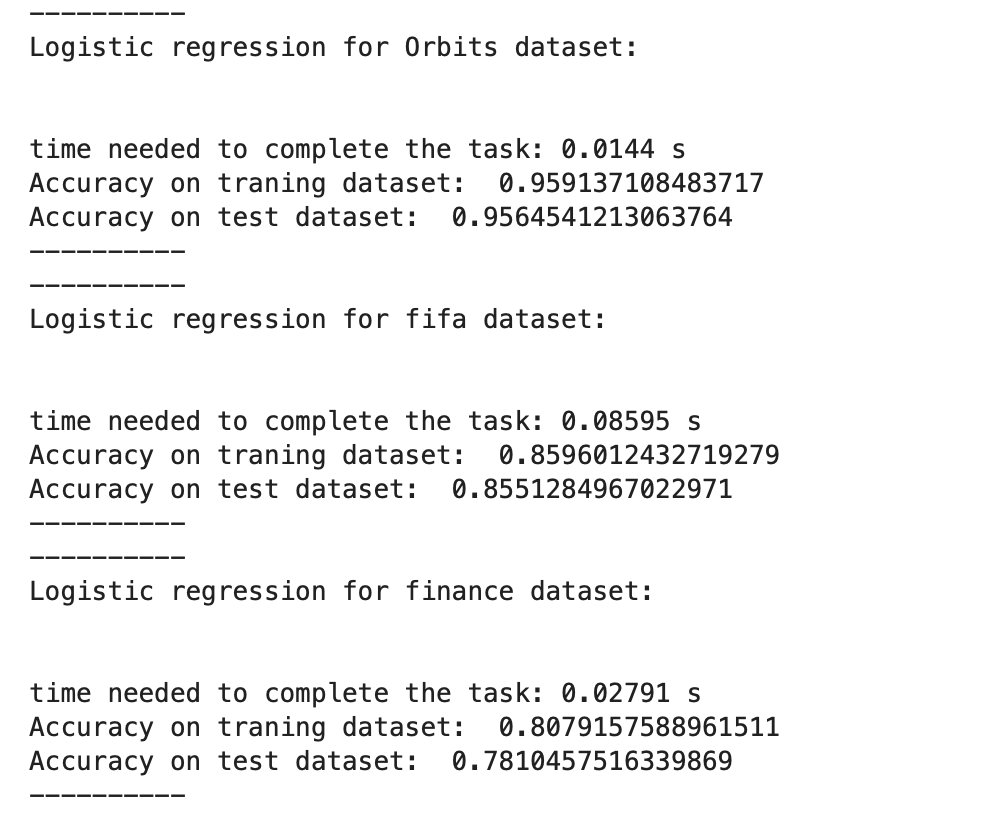 ----------
Logistic regression for Orbits dataset:
time needed to complete the task: 0.0144 s
Accuracy on traning dataset:  0.959137108483717
Accuracy on test dataset:  0.9564541213063764
----------
----------
Logistic regression for fifa dataset:
time needed to complete the task: 0.08595 s
Accuracy on traning dataset:  0.8596012432719279
Accuracy on test dataset:  0.8551284967022971
----------
----------
Logistic regression for finance dataset:
time needed to complete the task: 0.02791 s
Accuracy on traning dataset:  0.8079157588961511
Accuracy on test dataset:  0.7810457516339869
----------